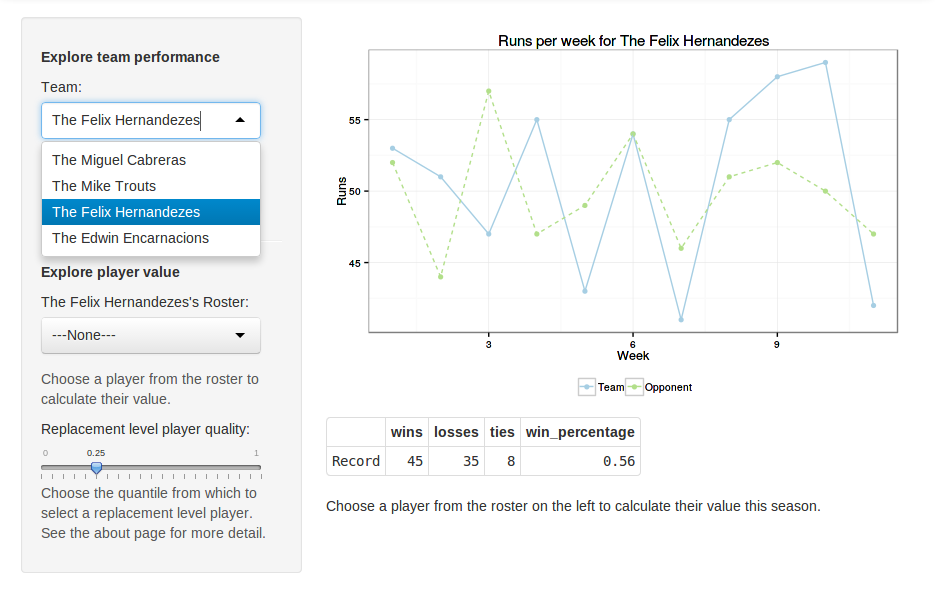 Explore team performance
Team:
The Felix Hernandezes
The Miguel Cabreras
The Mike Trouts
The Felix Hernandezes
The Edwin Encarnacions
Explore player value
The Felix Hernandezes's Roster:
---None---
Choose a player from the roster to
calculate their value.
Replacement level player quality:
0 0.25 1
Choose the quantile from which to
select a replacement level player.
See the about page for more detail.
Runs per week for The Felix Hernandezes
Runs
55
50
45
3 6 9
Week
Team Opponent
wins losses ties win_percentage
Record 45 35 8 0.56
Choose a player from the roster on the left to calculate their value this season.